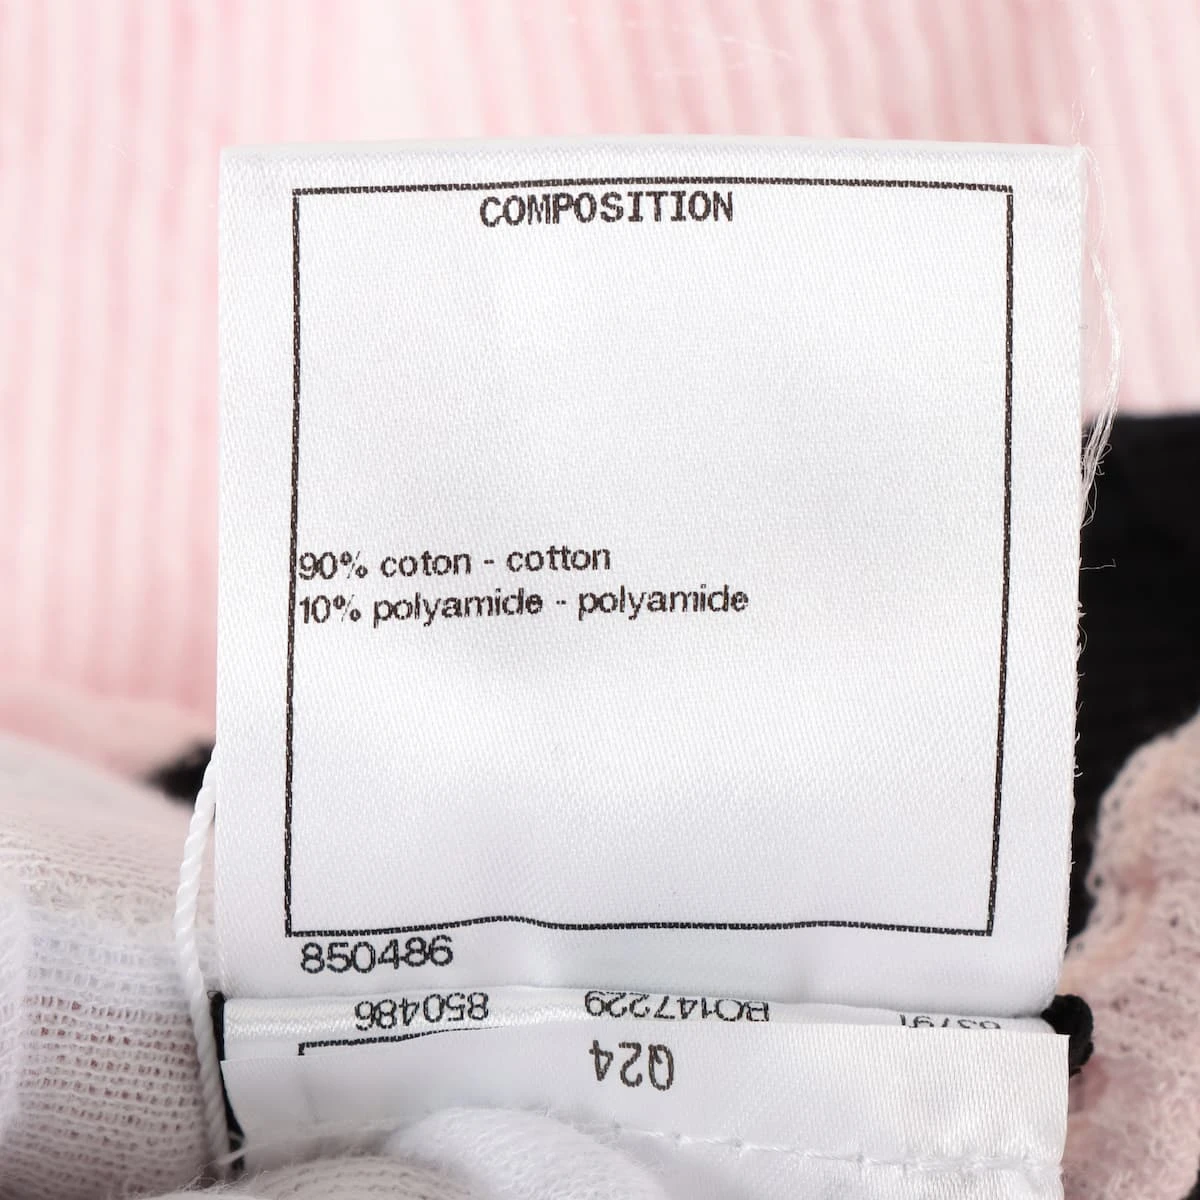 COMPOSITION
90% coton - cotton
10% polyamide - polyamide
850486
850486 BO147229
Q24